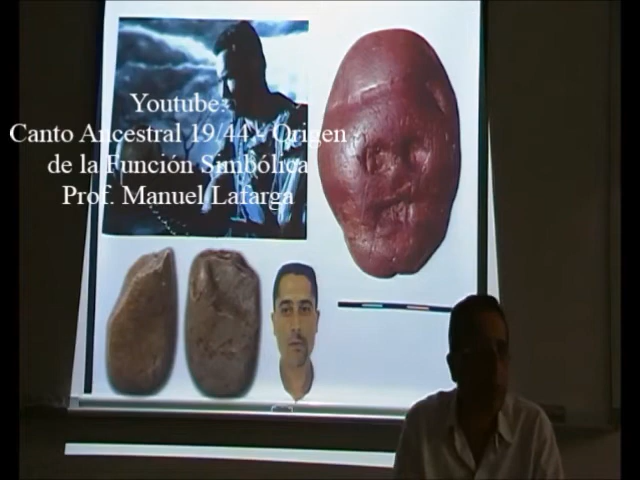 Youtube:
Canto Ancestral 19/44 - Origen
de la Función Simbólica
Prof. Manuel Lafarga